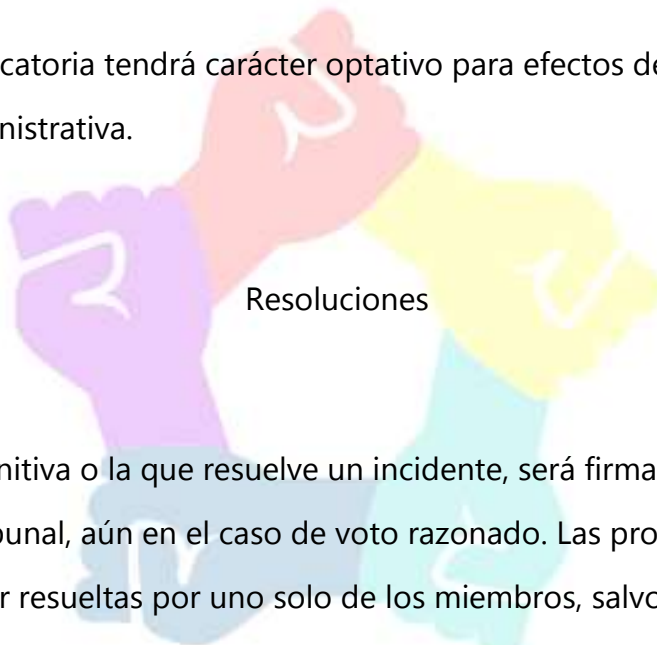 catoria tendrá carácter optativo para efectos de
nistrativa.
Resoluciones
nitiva o la que resuelve un incidente, será firma
bunal, aún en el caso de voto razonado. Las pro
r resueltas por uno solo de los miembros, salvo